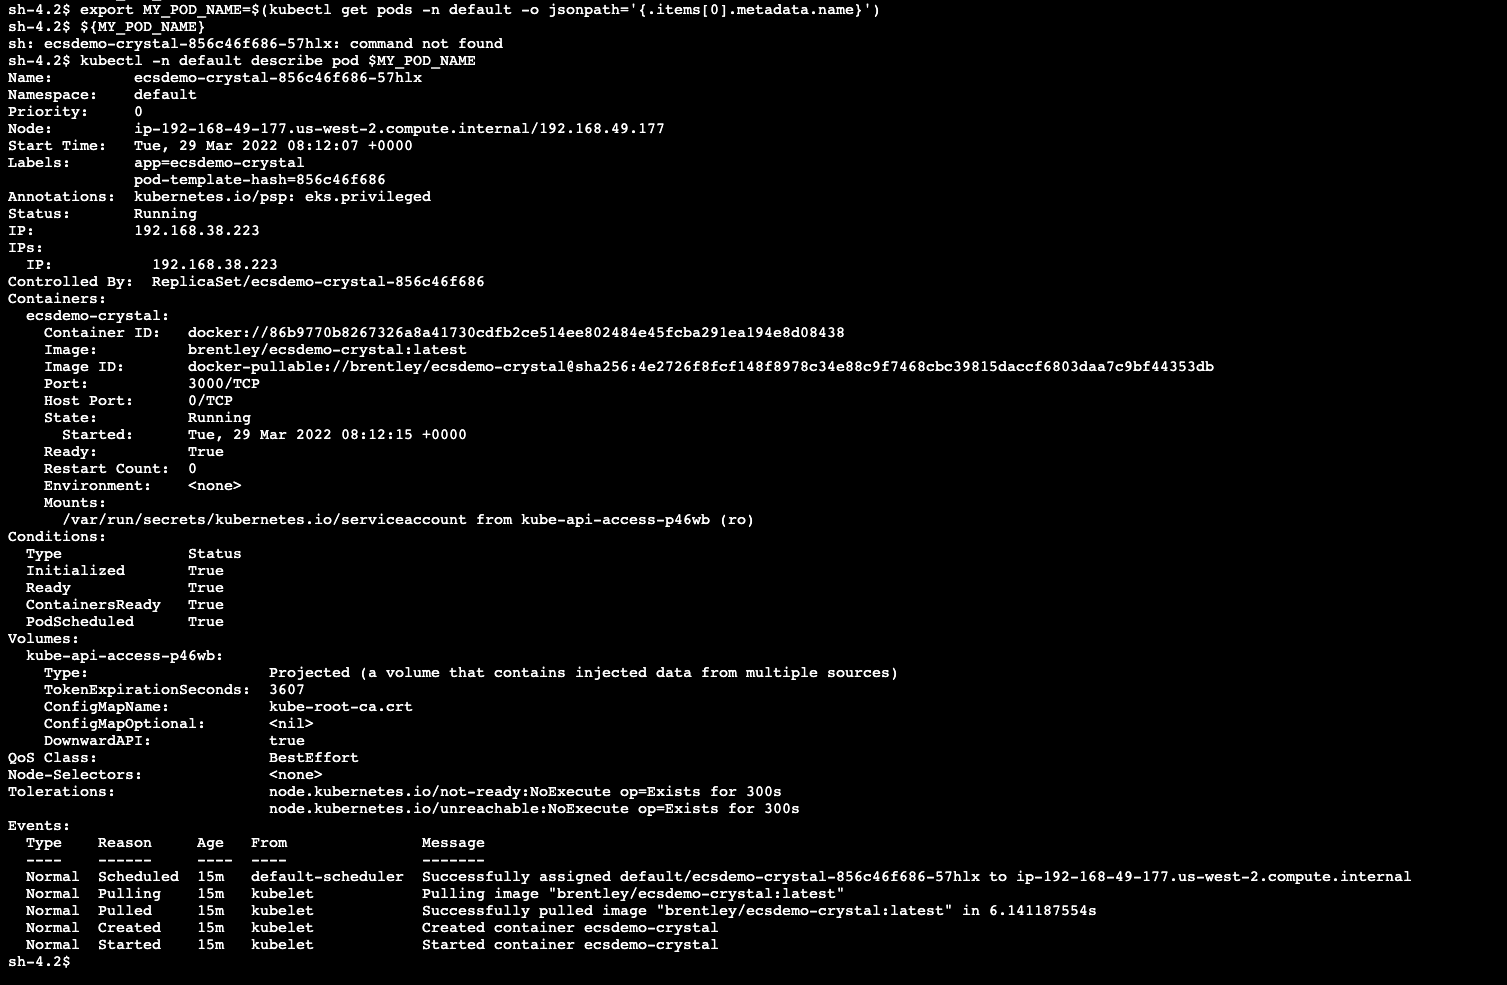 sh-4.2$ export MY_POD_NAME=$(kubectl get pods -n default -o jsonpath='{.items[0].metadata.name}')
sh-4.2$ ${MY_POD_NAME}
sh: ecsdemo-crystal-856c46f686-57hlx: command not found
sh-4.2$ kubectl -n default describe pod $MY_POD_NAME
Name:         ecsdemo-crystal-856c46f686-57hlx
Namespace:    default
Priority:     0
Node:         ip-192-168-49-177.us-west-2.compute.internal/192.168.49.177
Start Time:   Tue, 29 Mar 2022 08:12:07 +0000
Labels:       app=ecsdemo-crystal
              pod-template-hash=856c46f686
Annotations:  kubernetes.io/psp: eks.privileged
Status:       Running
IP:           192.168.38.223
IPs:
  IP:           192.168.38.223
Controlled By:  ReplicaSet/ecsdemo-crystal-856c46f686
Containers:
  ecsdemo-crystal:
    Container ID:   docker://86b9770b8267326a8a41730cdfb2ce514ee802484e45fcba291ea194e8d08438
    Image:          brentley/ecsdemo-crystal:latest
    Image ID:       docker-pullable://brentley/ecsdemo-crystal@sha256:4e2726f8fcf148f8978c34e88c9f7468cbc39815daccf6803daa7c9bf44353db
    Port:           3000/TCP
    Host Port:      0/TCP
    State:          Running
      Started:      Tue, 29 Mar 2022 08:12:15 +0000
    Ready:          True
    Restart Count:  0
    Environment:    <none>
    Mounts:
      /var/run/secrets/kubernetes.io/serviceaccount from kube-api-access-p46wb (ro)
Conditions:
  Type              Status
  Initialized       True
  Ready             True
  ContainersReady   True
  PodScheduled      True
Volumes:
  kube-api-access-p46wb:
    Type:                    Projected (a volume that contains injected data from multiple sources)
    TokenExpirationSeconds:  3607
    ConfigMapName:           kube-root-ca.crt
    ConfigMapOptional:       <nil>
    DownwardAPI:             true
QoS Class:                   BestEffort
Node-Selectors:              <none>
Tolerations:                 node.kubernetes.io/not-ready:NoExecute op=Exists for 300s
                             node.kubernetes.io/unreachable:NoExecute op=Exists for 300s
Events:
  Type    Reason     Age   From               Message
  ----    ------     ----  ----               -------
  Normal  Scheduled  15m   default-scheduler  Successfully assigned default/ecsdemo-crystal-856c46f686-57hlx to ip-192-168-49-177.us-west-2.compute.internal
  Normal  Pulling    15m   kubelet            Pulling image "brentley/ecsdemo-crystal:latest"
  Normal  Pulled     15m   kubelet            Successfully pulled image "brentley/ecsdemo-crystal:latest" in 6.141187554s
  Normal  Created    15m   kubelet            Created container ecsdemo-crystal
  Normal  Started    15m   kubelet            Started container ecsdemo-crystal
sh-4.2$